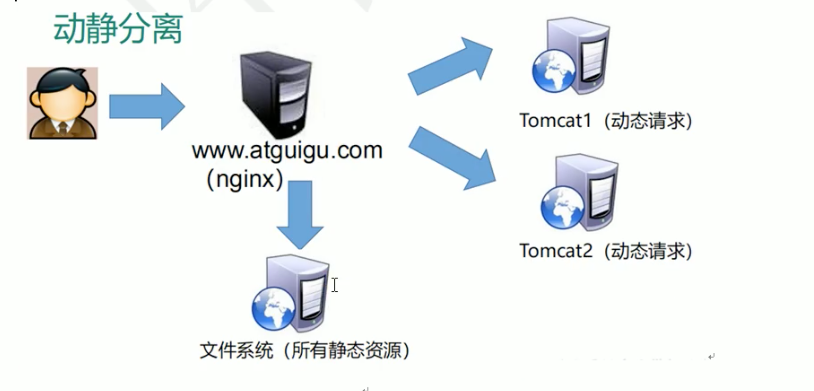 动静分离
www.atguigu.com
（nginx）
Tomcat1（动态请求）
Tomcat2（动态请求）
文件系统（所有静态资源）